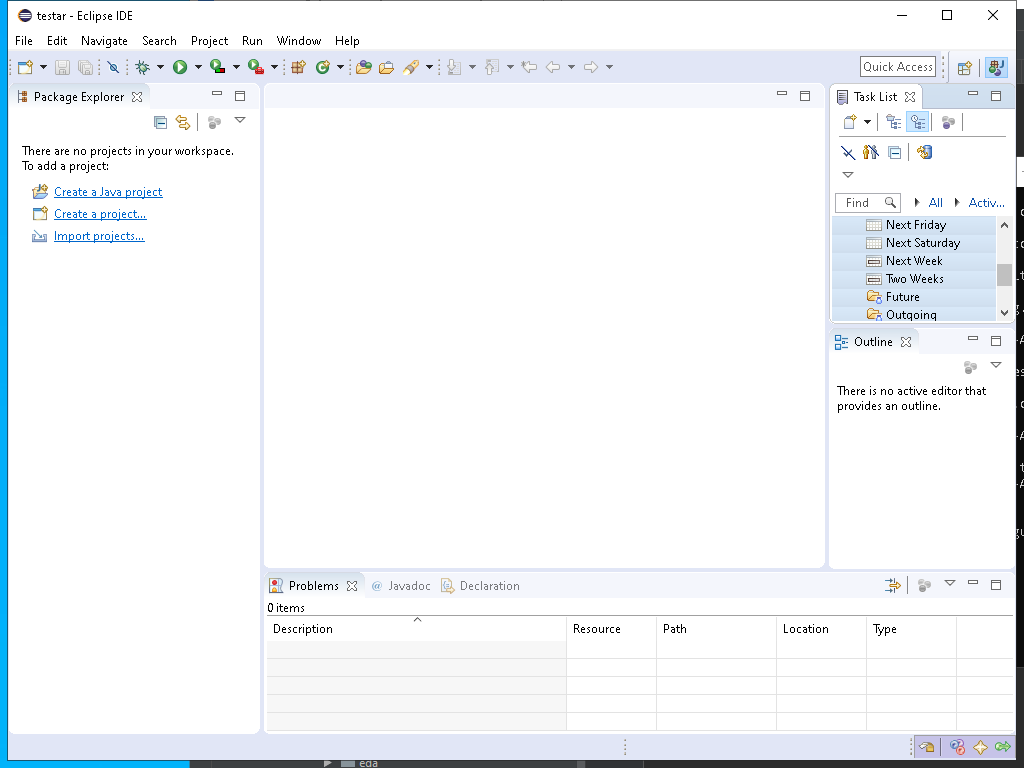 testar - Eclipse IDE
File Edit Navigate Search Project Run Window Help
Quick Access
Package Explorer
There are no projects in your workspace.
To add a project:
Create a Java project
Create a project...
Import projects...
Task List
Find
All
Activ...
Next Friday
Next Saturday
Next Week
Two Weeks
Future
Outgoing
Outline
There is no active editor that
provides an outline.
Problems
@ Javadoc
Declaration
0 items
Description Resource Path Location Type
eda